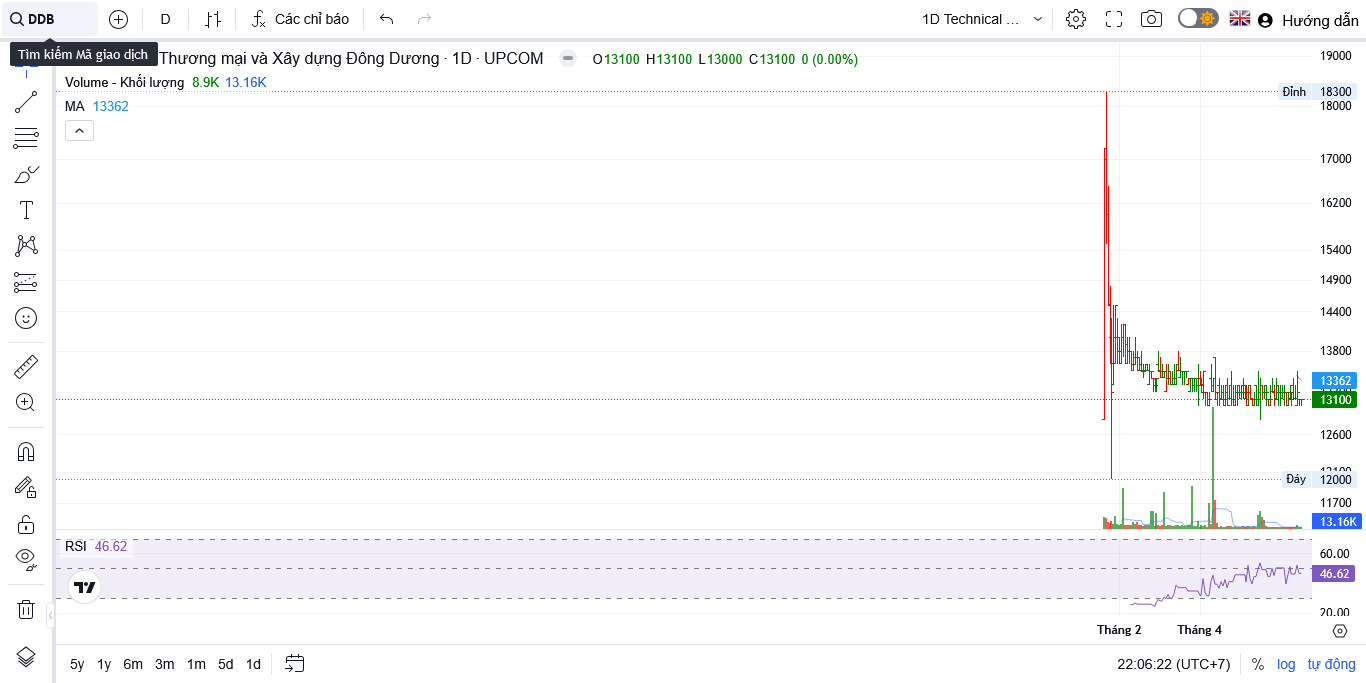 DDB
D
Các chỉ báo
1D Technical ...
Hướng dẫn
Tìm kiếm Mã giao dịch
Thương mại và Xây dựng Đông Dương · 1D · UPCOM
O13100 H13100 L13000 C13100 0 (0.00%)
Volume - Khối lượng 8.9K 13.16K
MA 13362
19000
Đỉnh 18300
18000
17000
16200
15400
14900
14400
13800
13362
13100
12600
12100
Đáy 12000
11700
13.16K
RSI 46.62
60.00
46.62
20.00
Tháng 2
Tháng 4
5y 1y 6m 3m 1m 5d 1d
22:06:22 (UTC+7)
% log tự động